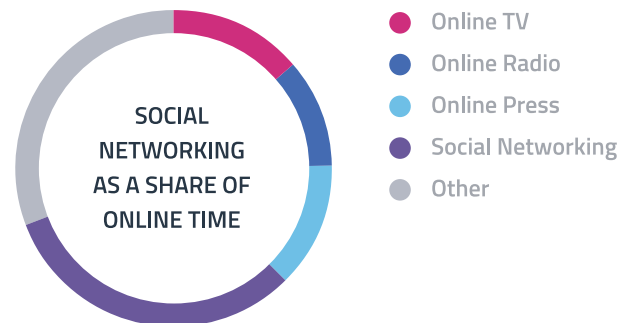 SOCIAL
NETWORKING
AS A SHARE OF
ONLINE TIME
Online TV
Online Radio
Online Press
Social Networking
Other